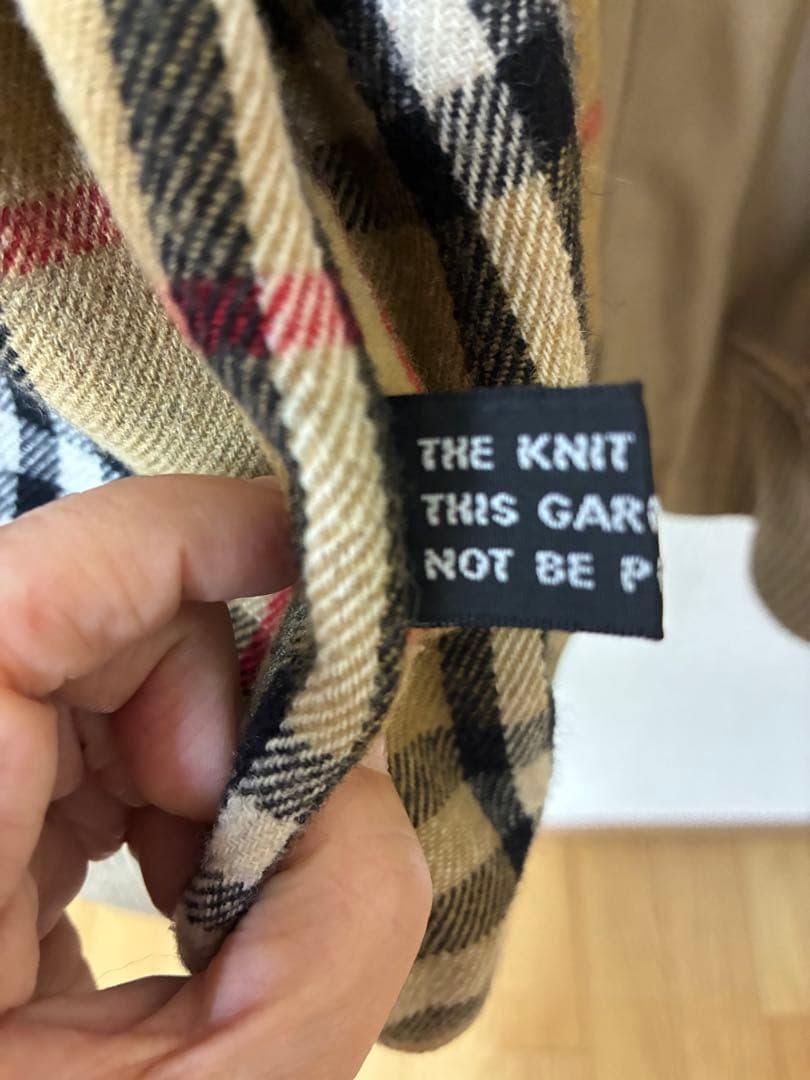 THE KNIT
THIS GAR
NOT BE P